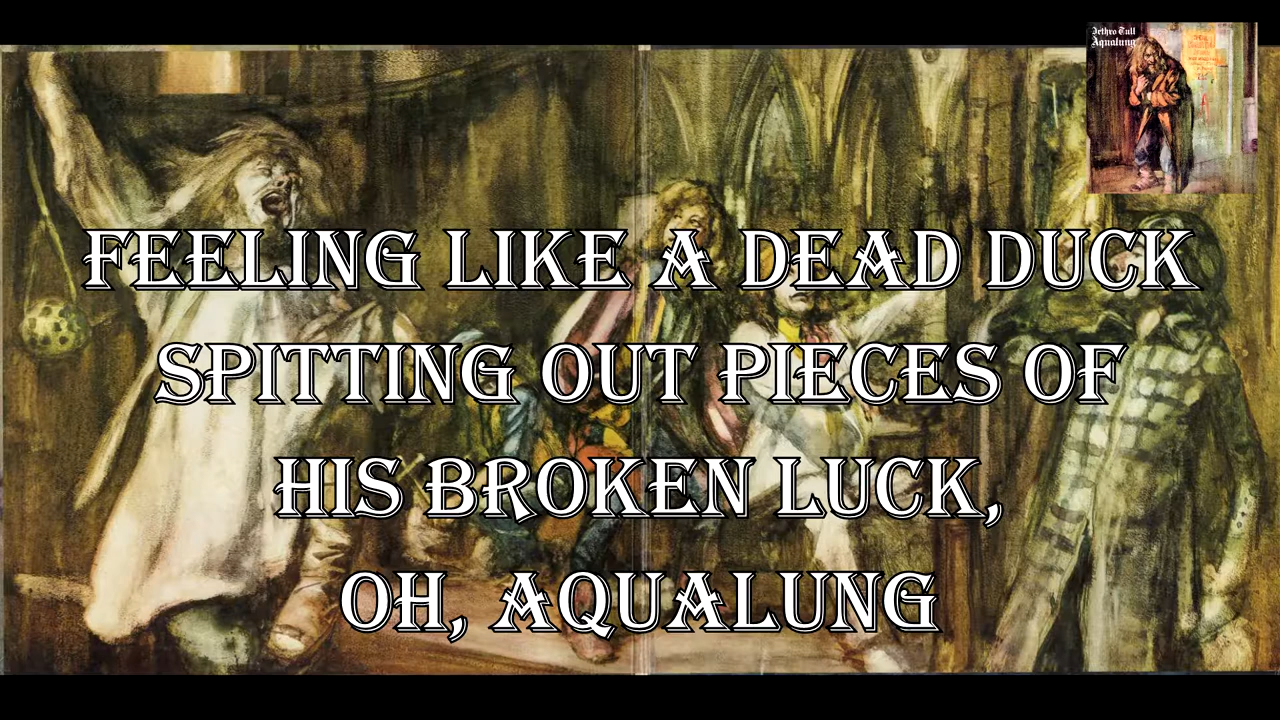 Jethro Tull
Aqualung
FEELING LIKE A DEAD DUCK
SPITTING OUT PIECES OF
HIS BROKEN LUCK,
OH, AQUALUNG